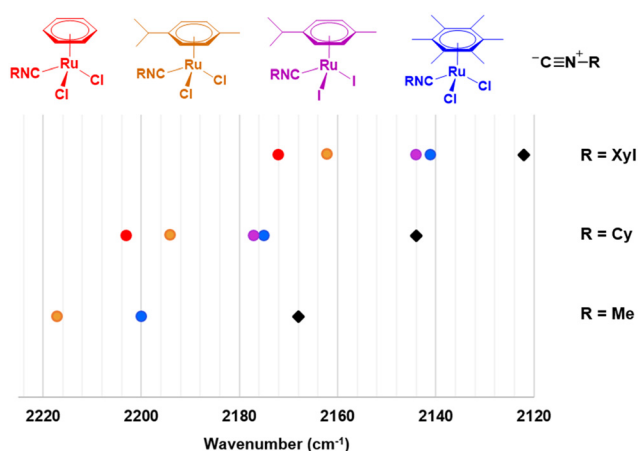 RNC Ru Cl Cl
RNC Ru Cl Cl
RNC Ru I I
RNC Ru Cl Cl
⁻C≡N⁺-R
R = Xyl
R = Cy
R = Me
2220 2200 2180 2160 2140 2120
Wavenumber (cm⁻¹)